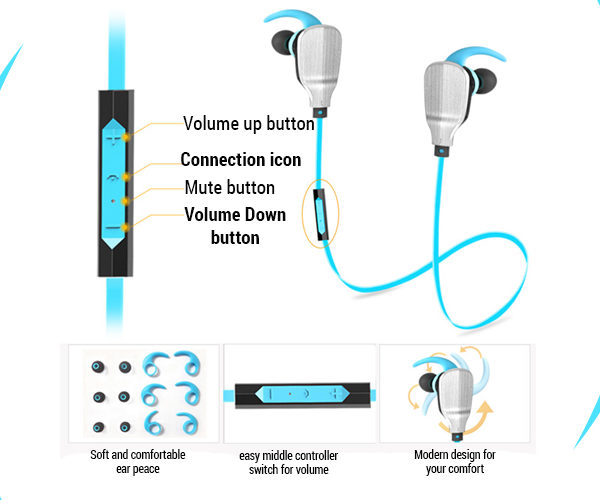 Volume up button
Connection icon
Mute button
Volume Down
button
Soft and comfortable
ear peace
easy middle controller
switch for volume
Modern design for
your comfort